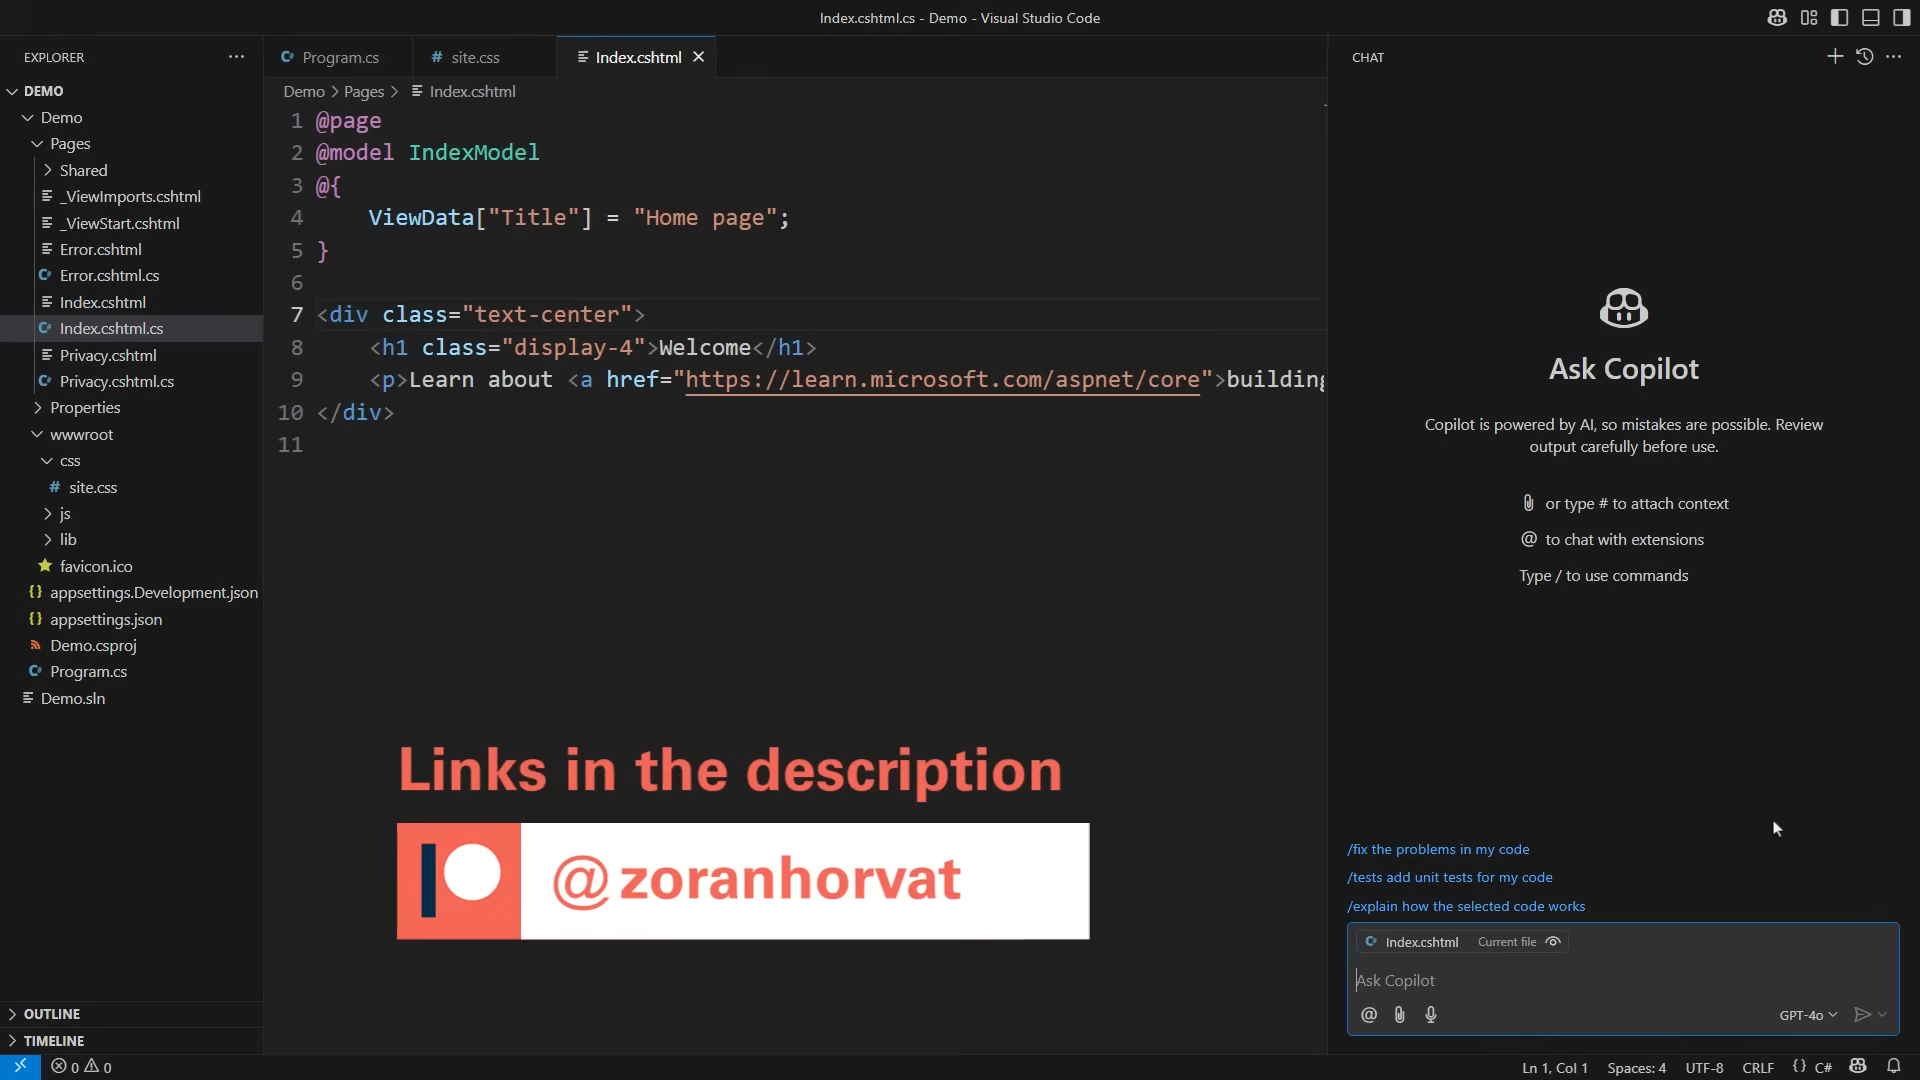 Index.cshtml.cs - Demo - Visual Studio Code
EXPLORER
DEMO
Demo
Pages
Shared
_ViewImports.cshtml
_ViewStart.cshtml
Error.cshtml
Error.cshtml.cs
Index.cshtml
Index.cshtml.cs
Privacy.cshtml
Privacy.cshtml.cs
Properties
wwwroot
css
# site.css
js
lib
favicon.ico
{} appsettings.Development.json
{} appsettings.json
Demo.csproj
Program.cs
Demo.sln
OUTLINE
TIMELINE
Program.cs
# site.css
Index.cshtml
Demo > Pages > Index.cshtml
1 @page
2 @model IndexModel
3 @{
4 ViewData["Title"] = "Home page";
5 }
6
7 <div class="text-center">
8 <h1 class="display-4">Welcome</h1>
9 <p>Learn about <a href="https://learn.microsoft.com/aspnet/core">building
10 </div>
11
Links in the description
@zoranhorvat
CHAT
Ask Copilot
Copilot is powered by AI, so mistakes are possible. Review
output carefully before use.
or type # to attach context
@ to chat with extensions
Type / to use commands
/fix the problems in my code
/tests add unit tests for my code
/explain how the selected code works
Index.cshtml Current file
Ask Copilot
@
GPT-4o
0 0
Ln 1, Col 1
Spaces: 4
UTF-8
CRLF
{} C#